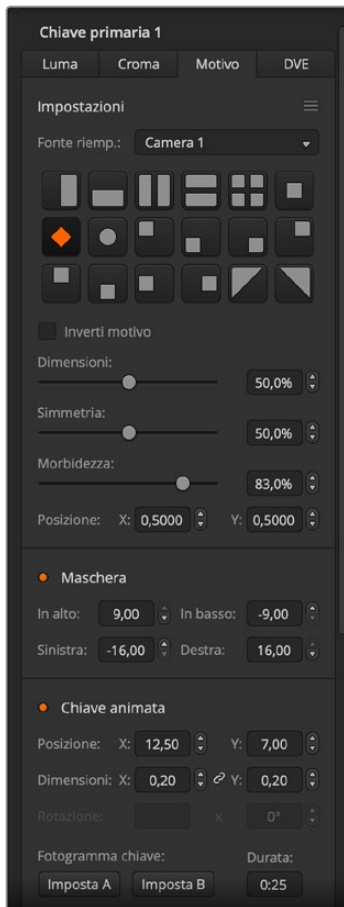 Chiave primaria 1
Luma Croma Motivo DVE
Impostazioni
Fonte riemp.: Camera 1
Inverti motivo
Dimensioni:
50,0%
Simmetria:
50,0%
Morbidezza:
83,0%
Posizione: X: 0,5000 Y: 0,5000
Maschera
In alto: 9,00 In basso: -9,00
Sinistra: -16,00 Destra: 16,00
Chiave animata
Posizione: X: 12,50 Y: 7,00
Dimensioni: X: 0,20 Y: 0,20
Rotazione: x 0°
Fotogramma chiave: Durata:
Imposta A Imposta B 0:25